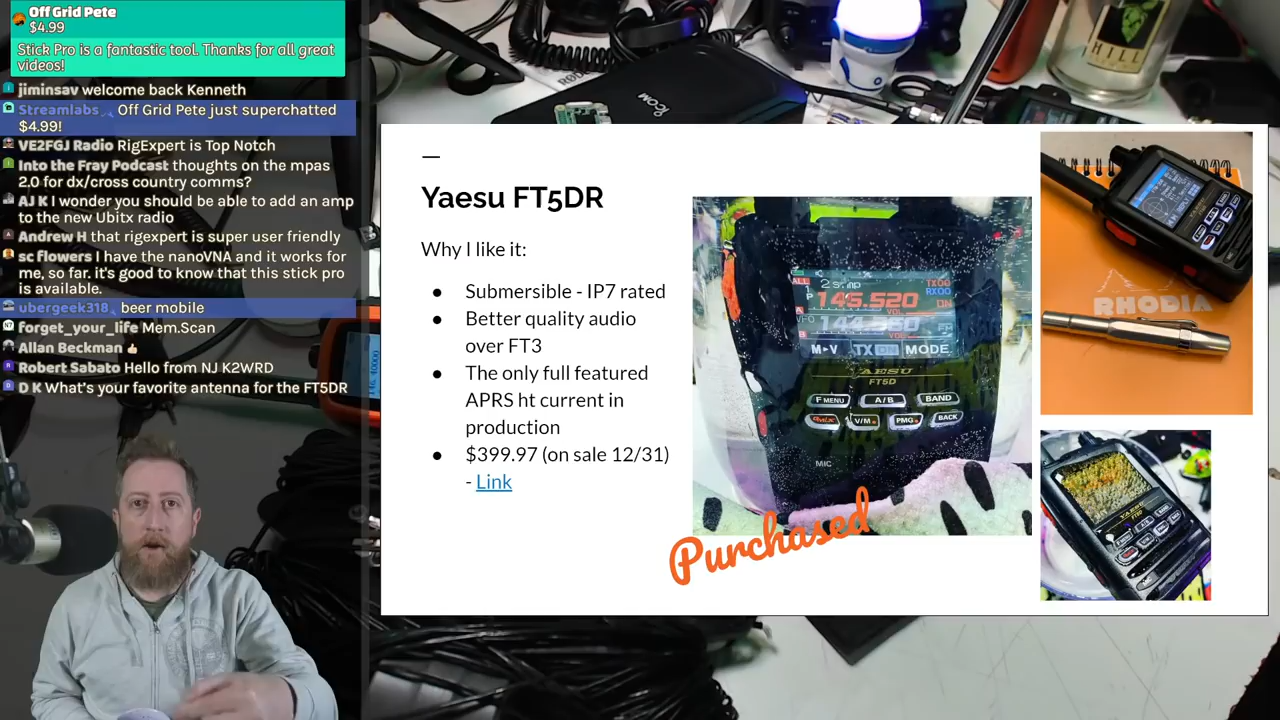 Off Grid Pete
$4.99
Stick Pro is a fantastic tool. Thanks for all great
videos!
jiminsav welcome back Kenneth
Streamlabs Off Grid Pete just superchatted
$4.99!
VE2FGJ Radio RigExpert is Top Notch
Into the Fray Podcast thoughts on the mpas
2.0 for dx/cross country comms?
AJ K I wonder you should be able to add an amp
to the new Ubitx radio
Andrew H that rigexpert is super user friendly
sc flowers I have the nanoVNA and it works for
me, so far. it's good to know that this stick pro
is available.
ubergeek318 beer mobile
forget_your_life Mem.Scan
Allan Beckman
Robert Sabato Hello from NJ K2WRD
D K What's your favorite antenna for the FT5DR
ICOM
HILL
Yaesu FT5DR
Why I like it:
Submersible - IP7 rated
Better quality audio
over FT3
The only full featured
APRS ht current in
production
$399.97 (on sale 12/31)
- Link
145.520
M►V TX MODE
YAESU
FT5D
F MENU A/B BAND
V/M PMG BACK
MIC
Purchased
RHODIA
YAESU